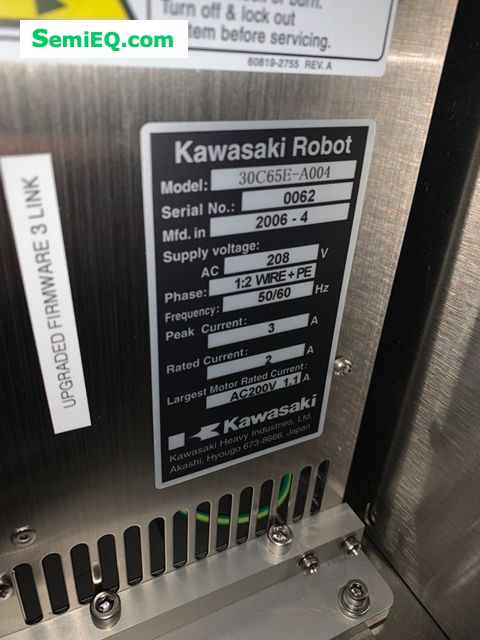 Turn off & lock out
before servicing.
60819-2755 REV. A
SemiEQ.com
UPGRADED FIRMWARE 3 LINK
Kawasaki Robot
Model: 30C65E-A004
Serial No.: 0062
Mfd. in 2006 - 4
Supply voltage:
AC 208 V
Phase: 1:2 WIRE+PE
Frequency: 50/60 Hz
Peak Current: 3 A
Rated Current: 2 A
Largest Motor Rated Current:
AC200V 1.1 A
Kawasaki
Kawasaki Heavy Industries, Ltd.
Akashi, Hyogo 673-8666, Japan